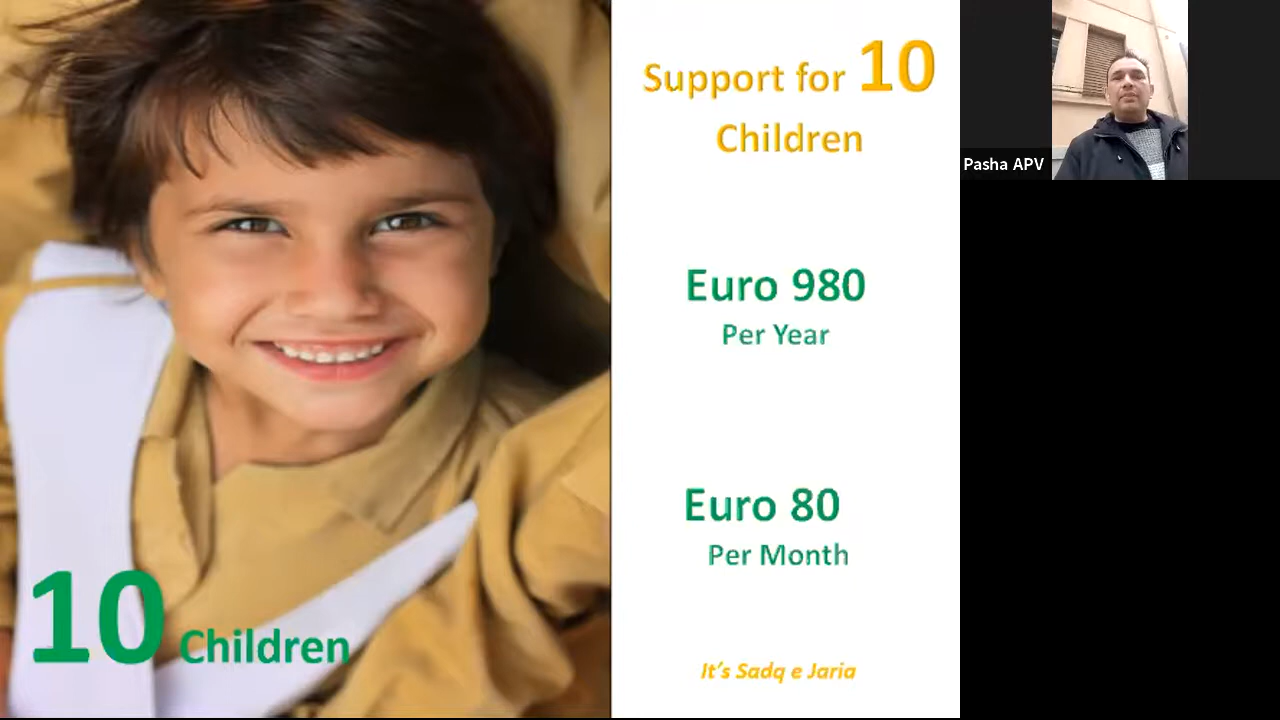 Support for 10
Children
Euro 980
Per Year
Euro 80
Per Month
It's Sadq e Jaria
10 Children
Pasha APV